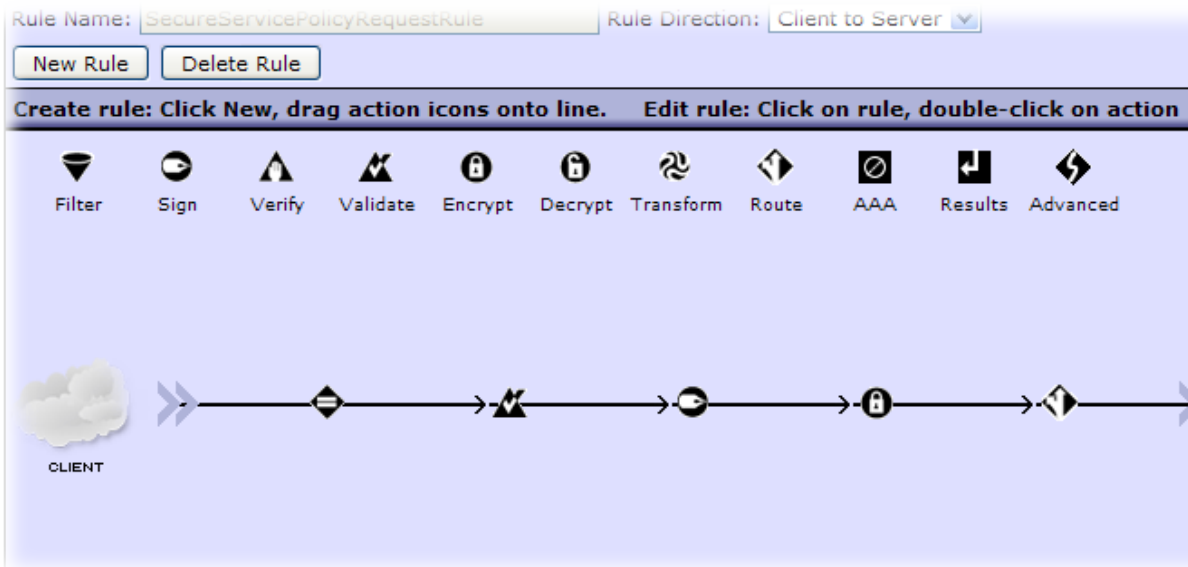 Rule Name: SecureServicePolicyRequestRule Rule Direction: Client to Server
New Rule Delete Rule
Create rule: Click New, drag action icons onto line. Edit rule: Click on rule, double-click on action
Filter Sign Verify Validate Encrypt Decrypt Transform Route AAA Results Advanced
CLIENT